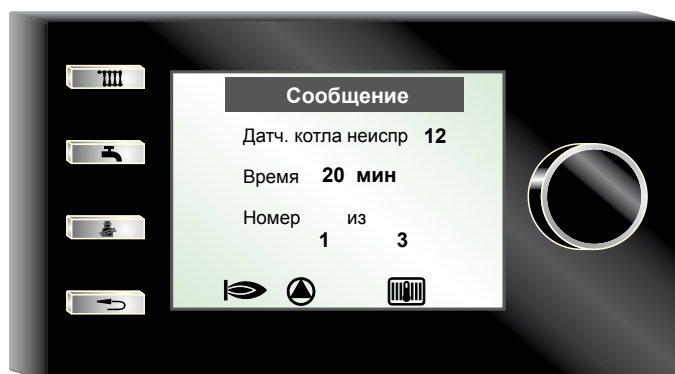 Сообщение
Датч. котла неиспр 12
Время 20 мин
Номер из
1 3